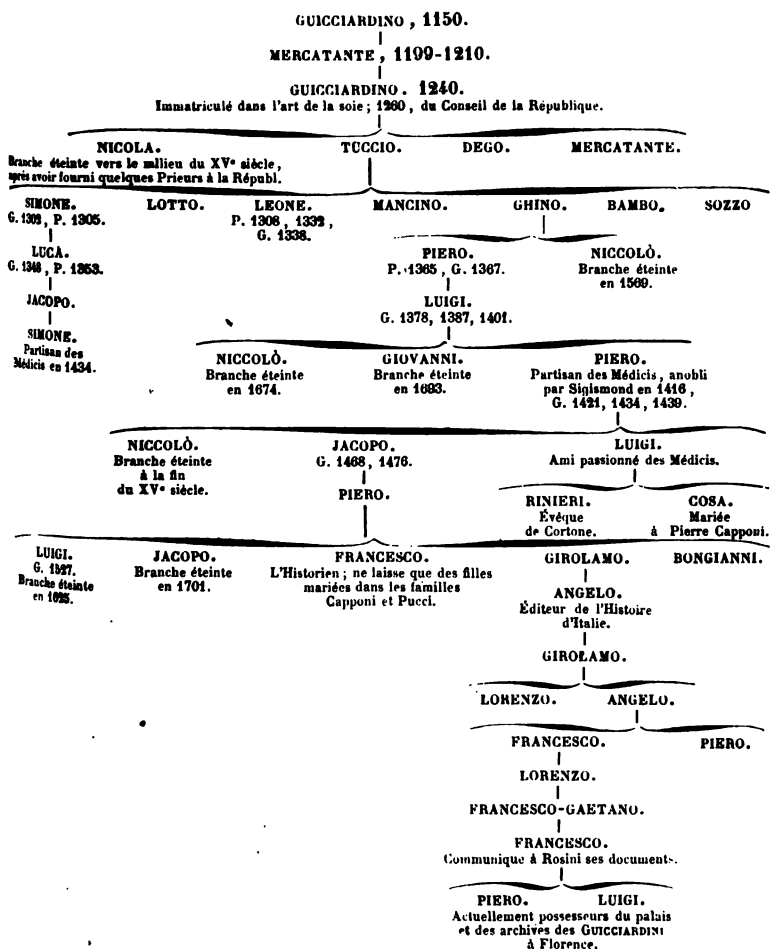 GUICCIARDINO, 1150.
MERCATANTE, 1199-1210.
GUICCIARDINO. 1240.
Immatriculé dans l'art de la soie; 1260, du Conseil de la République.
NICOLA. TUCCIO. DEGO. MERCATANTE.
Branche éteinte vers le milieu du XVe siècle,
après avoir fourni quelques Prieurs à la Républ.
SIMONE. LOTTO. LEONE. MANCINO. GHINO. BAMBO. SOZZO
G. 1302, P. 1305. P. 1308, 1332,
G. 1338.
LUCA. PIERO. NICCOLÒ.
G. 1346, P. 1353. P. 1365, G. 1367. Branche éteinte
en 1569.
JACOPO. LUIGI.
G. 1378, 1387, 1401.
SIMONE.
Partisan des
Médicis en 1434.
NICCOLÒ. GIOVANNI. PIERO.
Branche éteinte Branche éteinte Partisan des Médicis, anobli
en 1674. en 1683. par Sigismond en 1416,
G. 1421, 1434, 1439.
NICCOLÒ. JACOPO. LUIGI.
Branche éteinte G. 1468, 1476. Ami passionné des Médicis.
à la fin
du XVe siècle.
PIERO. RINIERI. COSA.
Évêque Mariée
de Cortone. à Pierre Capponi.
LUIGI. JACOPO. FRANCESCO. GIROLAMO. BONGIANNI.
G. 1527. Branche éteinte L'Historien; ne laisse que des filles
Branche éteinte en 1701. mariées dans les familles
en 1625. Capponi et Pucci.
ANGELO.
Éditeur de l'Histoire
d'Italie.
GIROLAMO.
LORENZO. ANGELO.
FRANCESCO. PIERO.
LORENZO.
FRANCESCO-GAETANO.
FRANCESCO.
Communique à Rosini ses documents.
PIERO. LUIGI.
Actuellement possesseurs du palais
et des archives des GUICCIARDINI
à Florence.